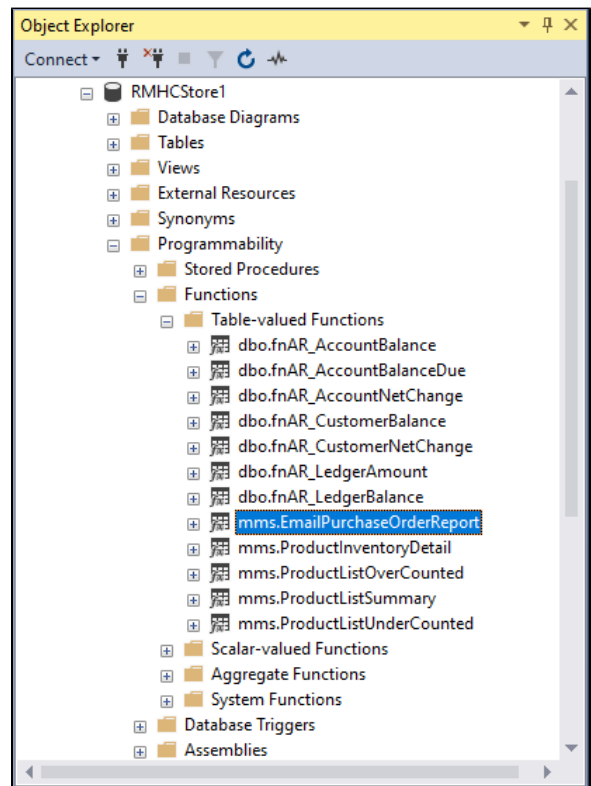 Object Explorer
Connect
RMHCStore1
Database Diagrams
Tables
Views
External Resources
Synonyms
Programmability
Stored Procedures
Functions
Table-valued Functions
dbo.fnAR_AccountBalance
dbo.fnAR_AccountBalanceDue
dbo.fnAR_AccountNetChange
dbo.fnAR_CustomerBalance
dbo.fnAR_CustomerNetChange
dbo.fnAR_LedgerAmount
dbo.fnAR_LedgerBalance
mms.EmailPurchaseOrderReport
mms.ProductInventoryDetail
mms.ProductListOverCounted
mms.ProductListSummary
mms.ProductListUnderCounted
Scalar-valued Functions
Aggregate Functions
System Functions
Database Triggers
Assemblies